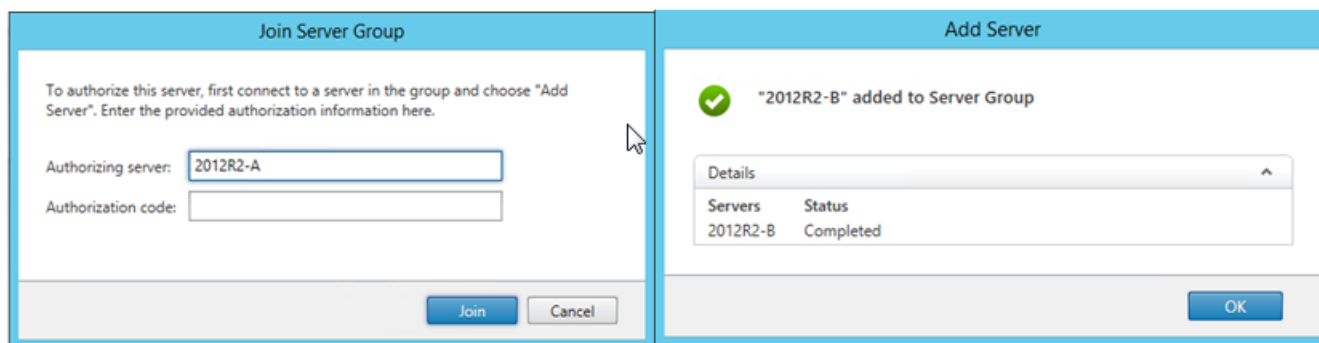 Join Server Group
To authorize this server, first connect to a server in the group and choose "Add
Server". Enter the provided authorization information here.
Authorizing server: 2012R2-A
Authorization code:
Join Cancel
Add Server
"2012R2-B" added to Server Group
Details
Servers Status
2012R2-B Completed
OK